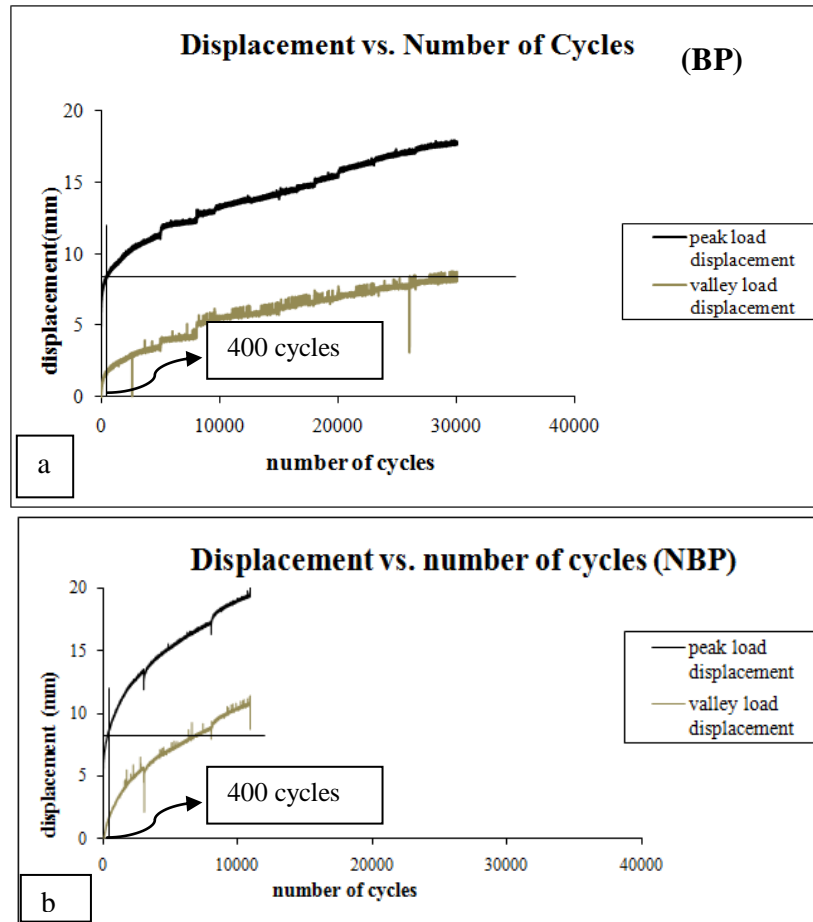 Displacement vs. Number of Cycles
(BP)
20
15
10
5
0
displacement(mm)
peak load
displacement
valley load
displacement
400 cycles
0 10000 20000 30000 40000
number of cycles
a
Displacement vs. number of cycles (NBP)
20
15
10
5
0
displacement (mm)
peak load
displacement
valley load
displacement
400 cycles
0 10000 20000 30000 40000
number of cycles
b